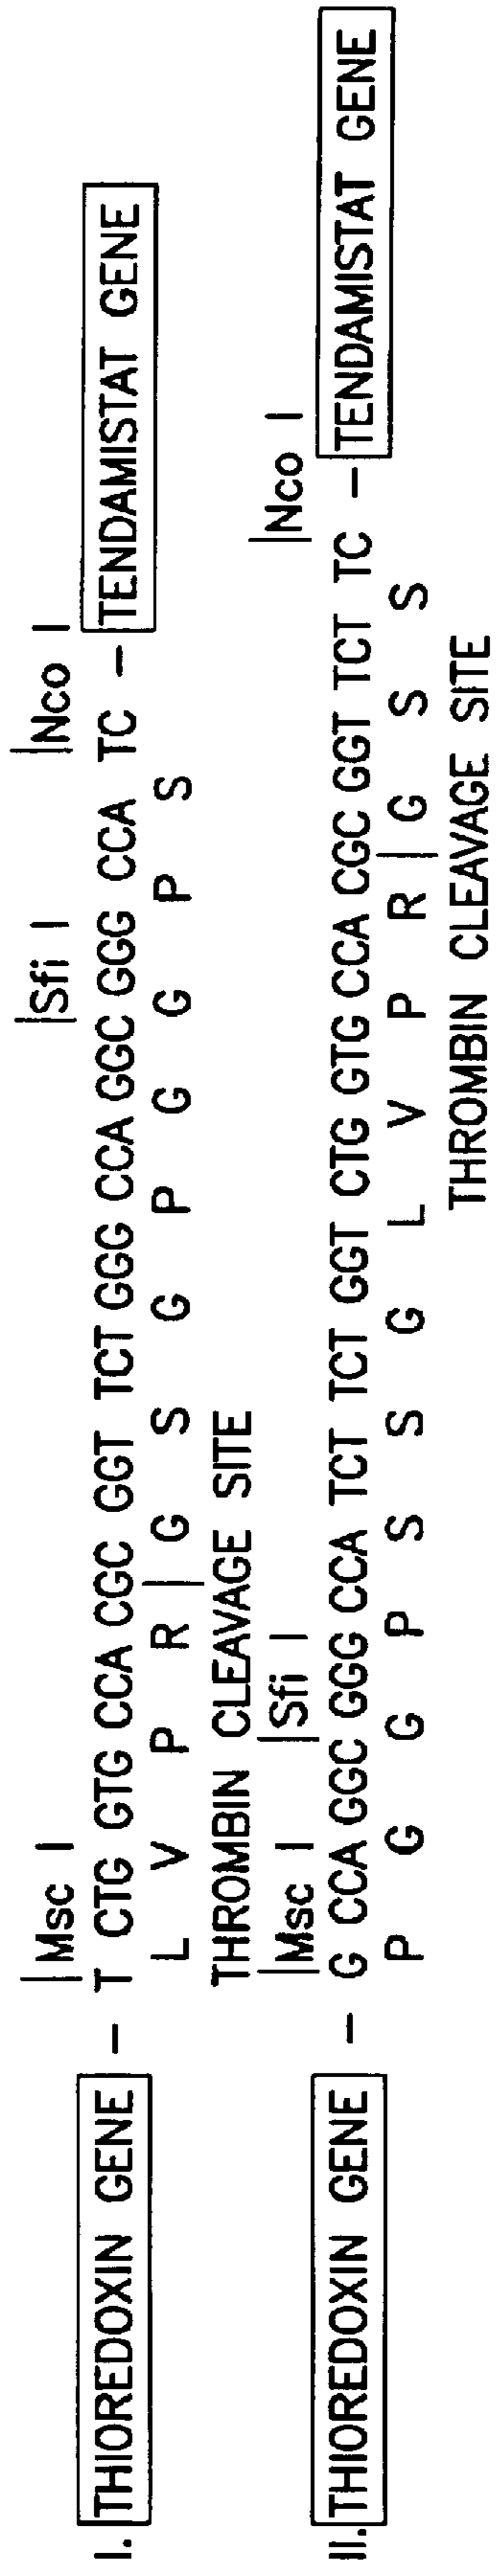 Msc I Sfi I Nco I
I. THIOREDOXIN GENE – T CTG GTG CCA CGC GGT TCT GGG CCA GGC GGG CCA TC – TENDAMISTAT GENE
L V P R G S G P G G P S
THROMBIN CLEAVAGE SITE
Msc I Sfi I Nco I
II. THIOREDOXIN GENE – G CCA GGC GGG CCA TCT TCT GGT CTG GTG CCA CGC GGT TCT TC – TENDAMISTAT GENE
P G G P S S G L V P R G S S
THROMBIN CLEAVAGE SITE